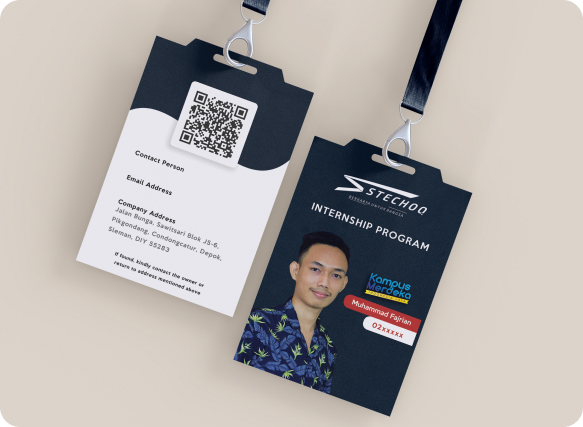 Contact Person
Email Address
Company Address
Jalan Bunga, Sawitsari Blok J5-6,
Pikgondang, Condongcatur, Depok,
Sleman, DIY 55283
If found, kindly contact the owner or
return to address mentioned above
STECHOQ
INTERNSHIP PROGRAM
Kampus
Merdeka
Muhammad Fajrian
02xxxxx